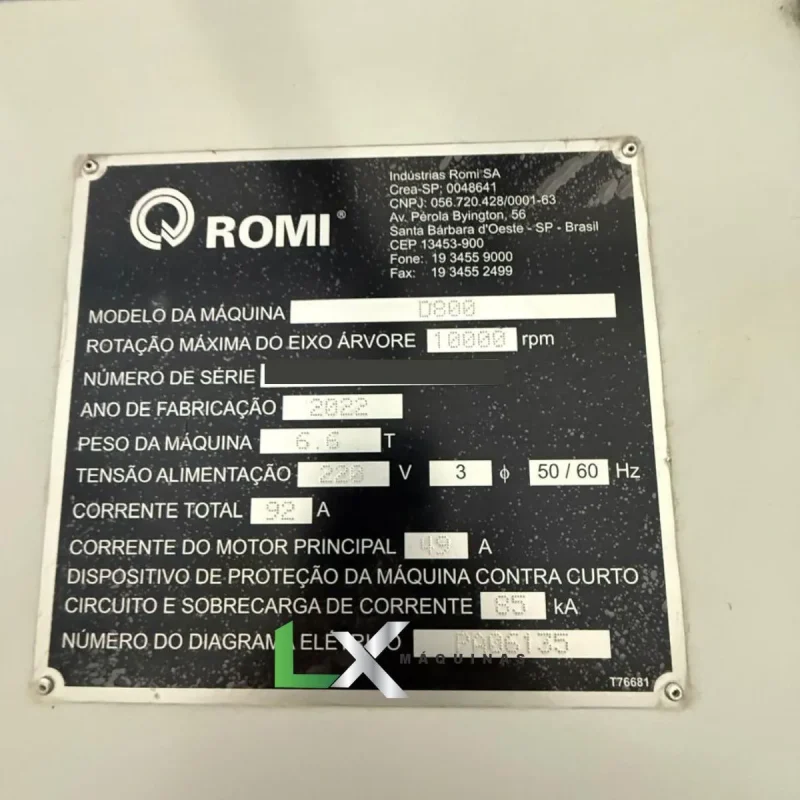 ROMI®
Indústrias Romi SA
Crea-SP: 0048641
CNPJ: 056.720.428/0001-63
Av. Pérola Byington, 56
Santa Bárbara d'Oeste - SP - Brasil
CEP 13453-900
Fone: 19 3455 9000
Fax: 19 3455 2499
MODELO DA MÁQUINA D800
ROTAÇÃO MÁXIMA DO EIXO ÁRVORE 10000 rpm
NÚMERO DE SÉRIE
ANO DE FABRICAÇÃO 2022
PESO DA MÁQUINA 6.6 T
TENSÃO ALIMENTAÇÃO 220 V 3 ϕ 50 / 60 Hz
CORRENTE TOTAL 92 A
CORRENTE DO MOTOR PRINCIPAL 49 A
DISPOSITIVO DE PROTEÇÃO DA MÁQUINA CONTRA CURTO
CIRCUITO E SOBRECARGA DE CORRENTE 65 kA
NÚMERO DO DIAGRAMA ELÉTRICO PA06135
LX MÁQUINAS
T76681